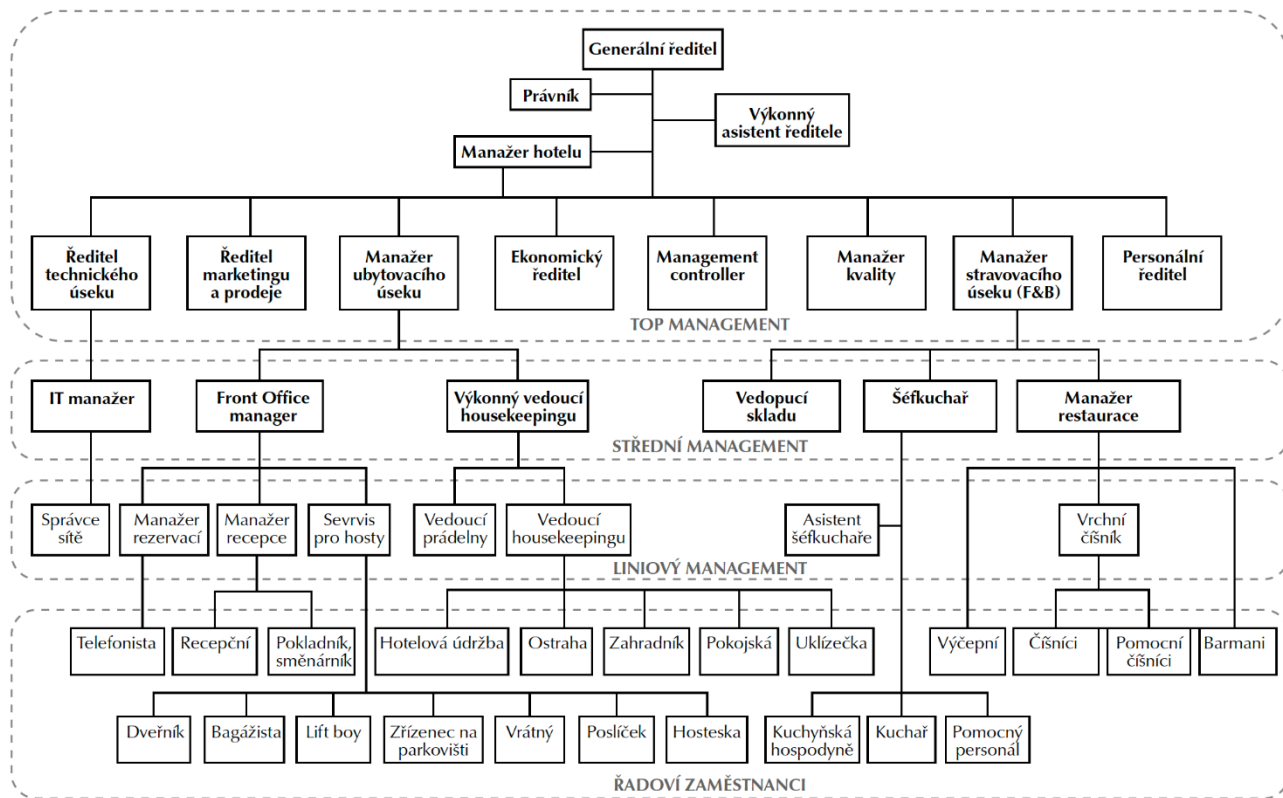 Generální ředitel
Právník
Výkonný
asistent ředitele
Manažer hotelu
Ředitel
technického
úseku
Ředitel
marketingu
a prodeje
Manažer
ubytovacího
úseku
Ekonomický
ředitel
Management
controller
Manažer
kvality
Manažer
stravovacího
úseku (F&B)
Personální
ředitel
TOP MANAGEMENT
IT manažer
Front Office
manager
Výkonný vedoucí
housekeepingu
Vedopucí
skladu
Šéfkuchař
Manažer
restaurace
STŘEDNÍ MANAGEMENT
Správce
sítě
Manažer
rezervací
Manažer
recepce
Sevrvis
pro hosty
Vedoucí
prádelny
Vedoucí
housekeepingu
Asistent
šéfkuchaře
Vrchní
číšník
LINIOVÝ MANAGEMENT
Telefonista
Recepční
Pokladník,
směnárník
Hotelová údržba
Ostraha
Zahradník
Pokojská
Uklízečka
Výčepní
Číšníci
Pomocní
číšníci
Barmani
Dveřník
Bagážista
Lift boy
Zřízenec na
parkovišti
Vrátný
Poslíček
Hosteska
Kuchyňská
hospodyně
Kuchař
Pomocný
personál
ŘADOVÍ ZAMĚSTNANCI